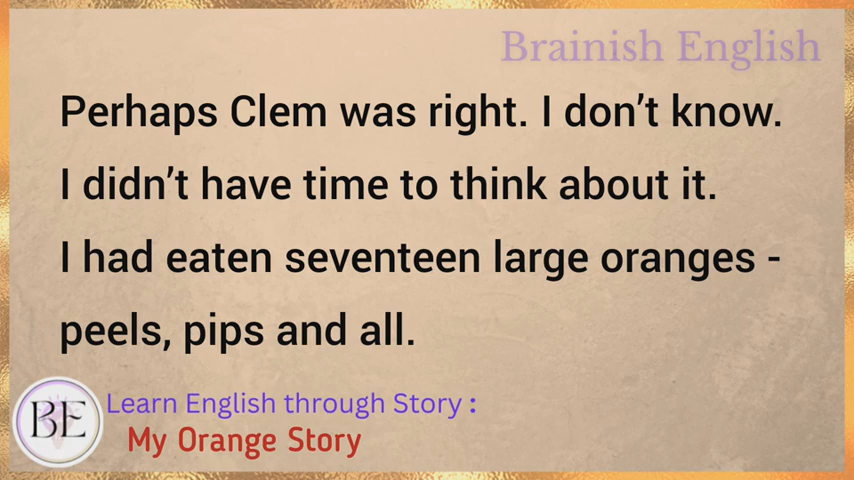 Brainish English
Perhaps Clem was right. I don't know.
I didn't have time to think about it.
I had eaten seventeen large oranges -
peels, pips and all.
BE
Learn English through Story :
My Orange Story